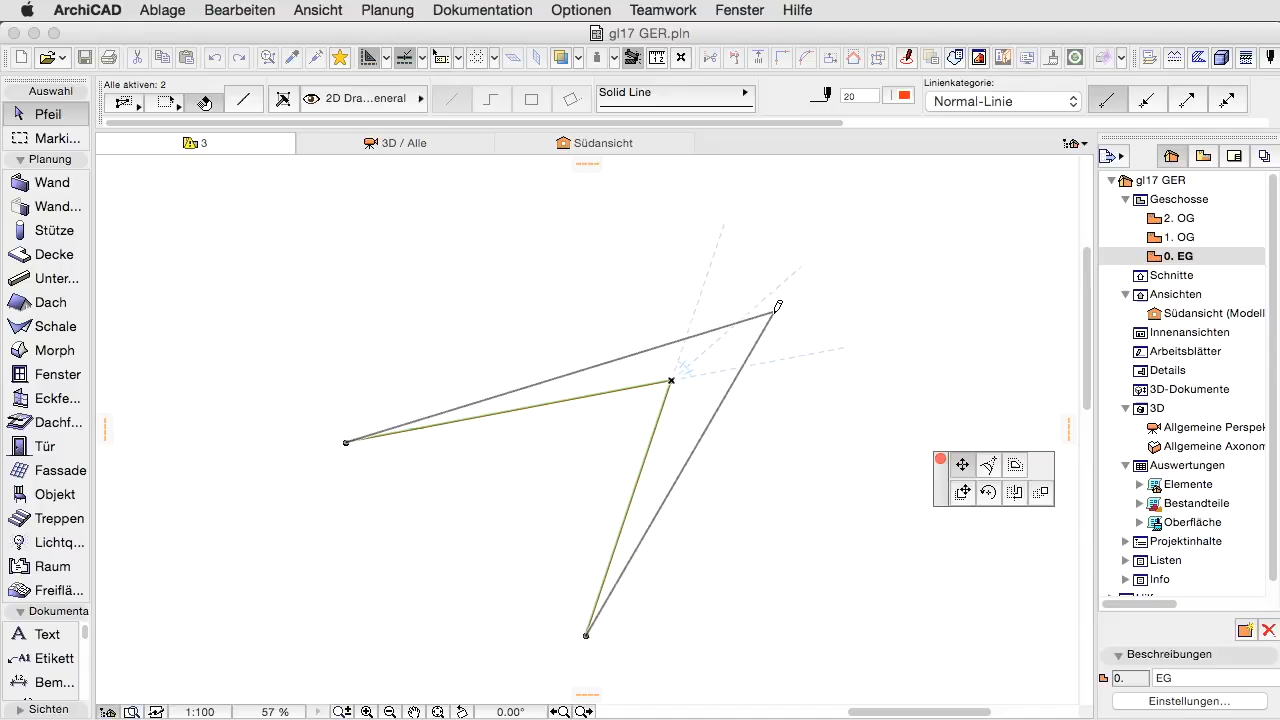 ArchiCAD Ablage Bearbeiten Ansicht Planung Dokumentation Optionen Teamwork Fenster Hilfe
gl17 GER.pln
Auswahl
Alle aktiven: 2
2D Dra...eneral
Solid Line
20
Linienkategorie:
Normal-Linie
Pfeil
Marki...
Planung
Wand
Wand...
Stütze
Decke
Unter...
Dach
Schale
Morph
Fenster
Eckfe...
Dachf...
Tür
Fassade
Objekt
Treppen
Lichtq...
Raum
Freiflä...
Dokumenta
Text
A1 Etikett
Bem...
Sichten
3
3D / Alle
Südansicht
gl17 GER
Geschosse
2. OG
1. OG
0. EG
Schnitte
Ansichten
Südansicht (Modell
Innenansichten
Arbeitsblätter
Details
3D-Dokumente
3D
Allgemeine Perspek
Allgemeine Axonom
Auswertungen
Elemente
Bestandteile
Oberfläche
Projektinhalte
Listen
Info
Beschreibungen
0. EG
Einstellungen...
1:100 57 % 0.00°